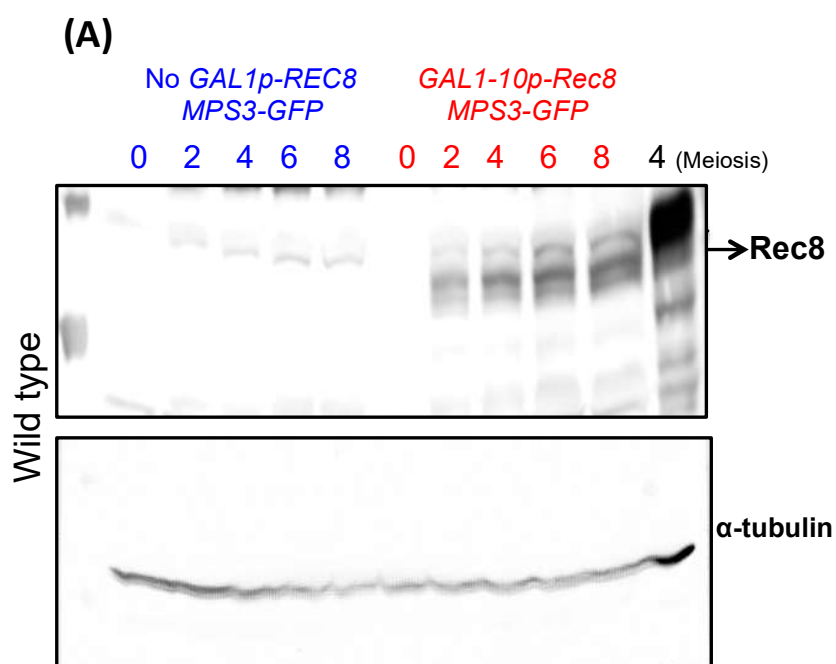 (A)
No GAL1p-REC8 GAL1-10p-Rec8
MPS3-GFP MPS3-GFP
0 2 4 6 8 0 2 4 6 8 4 (Meiosis)
Rec8
Wild type
α-tubulin